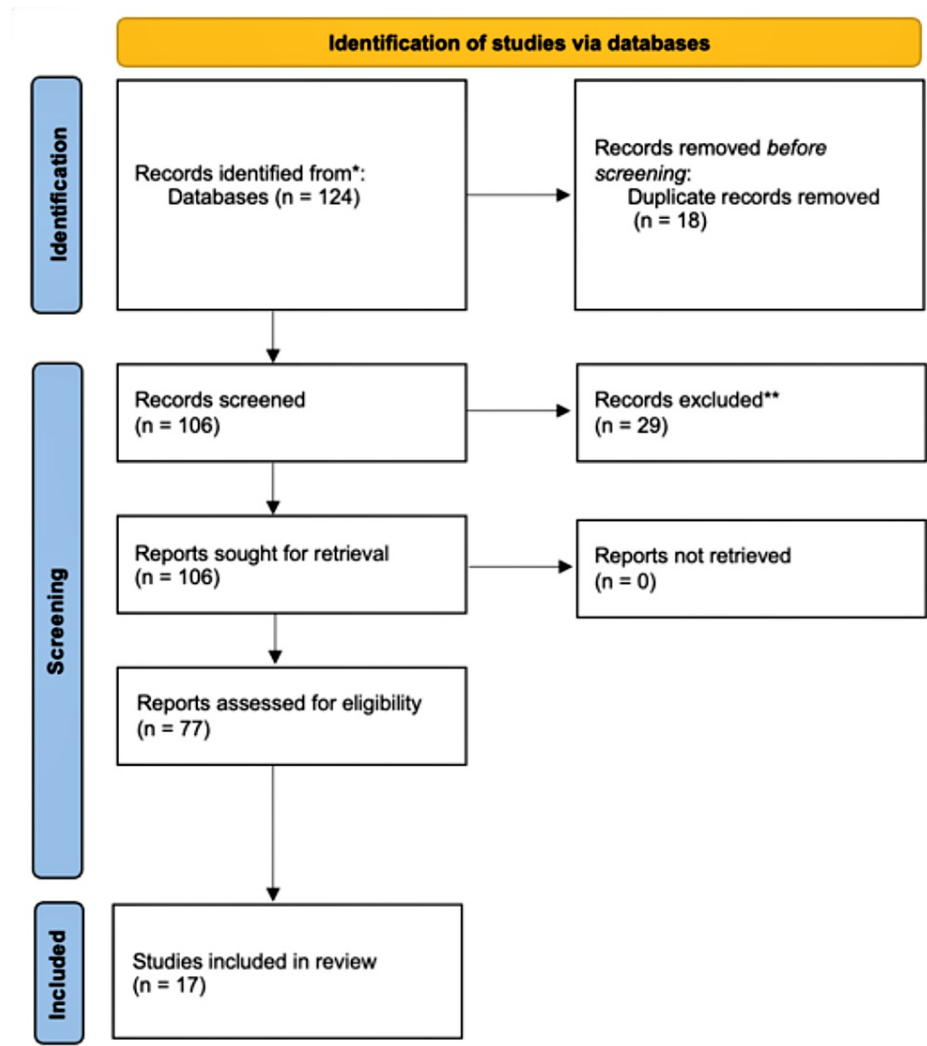 Identification of studies via databases
Identification
Records identified from*:
Databases (n = 124)
Records removed before
screening:
Duplicate records removed
(n = 18)
Screening
Records screened
(n = 106)
Records excluded**
(n = 29)
Reports sought for retrieval
(n = 106)
Reports not retrieved
(n = 0)
Reports assessed for eligibility
(n = 77)
Included
Studies included in review
(n = 17)